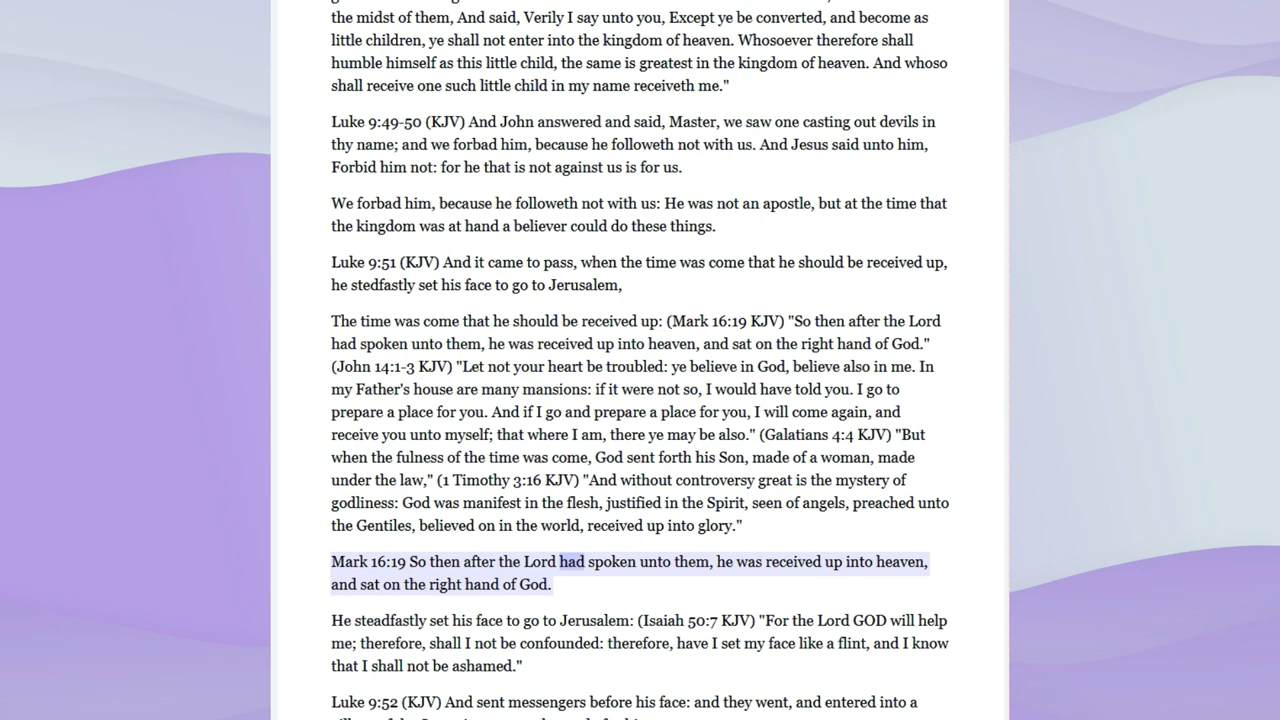 the midst of them, And said, Verily I say unto you, Except ye be converted, and become as
little children, ye shall not enter into the kingdom of heaven. Whosoever therefore shall
humble himself as this little child, the same is greatest in the kingdom of heaven. And whoso
shall receive one such little child in my name receiveth me."
Luke 9:49-50 (KJV) And John answered and said, Master, we saw one casting out devils in
thy name; and we forbad him, because he followeth not with us. And Jesus said unto him,
Forbid him not: for he that is not against us is for us.
We forbad him, because he followeth not with us: He was not an apostle, but at the time that
the kingdom was at hand a believer could do these things.
Luke 9:51 (KJV) And it came to pass, when the time was come that he should be received up,
he stedfastly set his face to go to Jerusalem,
The time was come that he should be received up: (Mark 16:19 KJV) "So then after the Lord
had spoken unto them, he was received up into heaven, and sat on the right hand of God."
(John 14:1-3 KJV) "Let not your heart be troubled: ye believe in God, believe also in me. In
my Father's house are many mansions: if it were not so, I would have told you. I go to
prepare a place for you. And if I go and prepare a place for you, I will come again, and
receive you unto myself; that where I am, there ye may be also." (Galatians 4:4 KJV) "But
when the fulness of the time was come, God sent forth his Son, made of a woman, made
under the law," (1 Timothy 3:16 KJV) "And without controversy great is the mystery of
godliness: God was manifest in the flesh, justified in the Spirit, seen of angels, preached unto
the Gentiles, believed on in the world, received up into glory."
Mark 16:19 So then after the Lord had spoken unto them, he was received up into heaven,
and sat on the right hand of God.
He steadfastly set his face to go to Jerusalem: (Isaiah 50:7 KJV) "For the Lord GOD will help
me; therefore, shall I not be confounded: therefore, have I set my face like a flint, and I know
that I shall not be ashamed."
Luke 9:52 (KJV) And sent messengers before his face: and they went, and entered into a